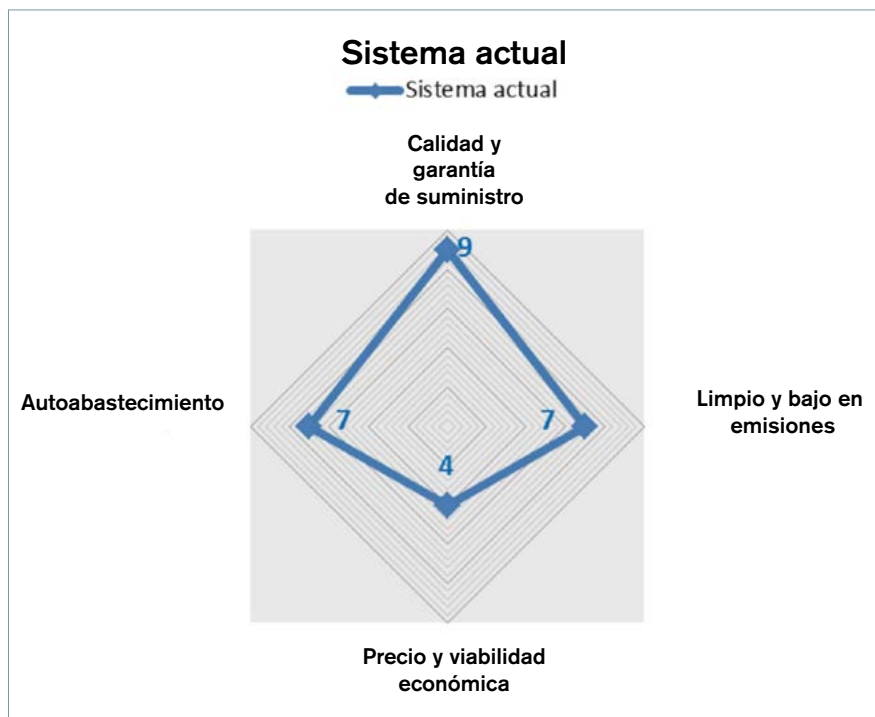 Sistema actual
Sistema actual
Calidad y
garantía
de suministro
9
Autoabastecimiento
7
7
Limpio y bajo en
emisiones
4
Precio y viabilidad
económica